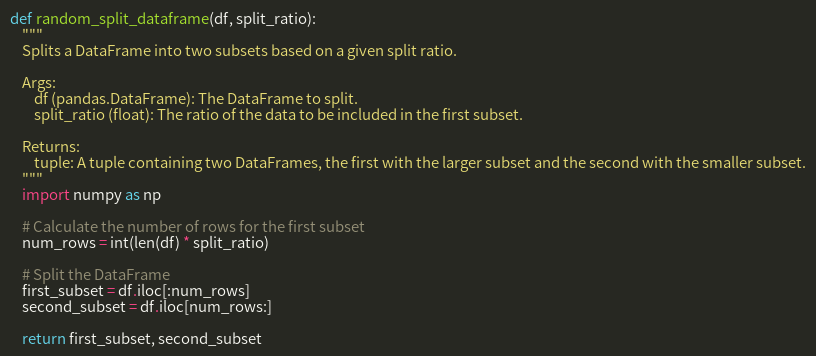 def random_split_dataframe(df, split_ratio):
"""
Splits a DataFrame into two subsets based on a given split ratio.
Args:
df (pandas.DataFrame): The DataFrame to split.
split_ratio (float): The ratio of the data to be included in the first subset.
Returns:
tuple: A tuple containing two DataFrames, the first with the larger subset and the second with the smaller subset.
"""
import numpy as np
# Calculate the number of rows for the first subset
num_rows = int(len(df) * split_ratio)
# Split the DataFrame
first_subset = df.iloc[:num_rows]
second_subset = df.iloc[num_rows:]
return first_subset, second_subset